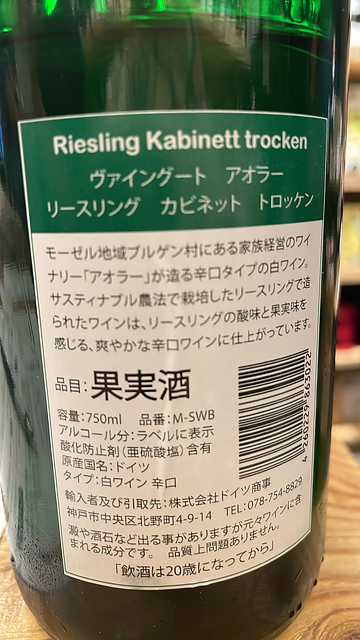 Riesling Kabinett trocken
ヴァイングート　アオラー
リースリング　カビネット　トロッケン
モーゼル地域ブルゲン村にある家族経営のワイ
ナリー「アオラー」が造る辛口タイプの白ワイン。
サスティナブル農法で栽培したリースリングで造
られたワインは、リースリングの酸味と果実味を
感じる、爽やかな辛口ワインに仕上がっています。
品目：果実酒
容量：750ml　品番：M-SWB
アルコール分：ラベルに表示
酸化防止剤（亜硫酸塩）含有
原産国名：ドイツ
タイプ：白ワイン 辛口
4 260229 863022
輸入者及び引取先：株式会社ドイツ商事
神戸市中央区北野町4-9-14　TEL：078-754-8829
澱や酒石など出る事がありますが元々ワインに含
まれる成分です。 品質上問題ありません。
「飲酒は20歳になってから」